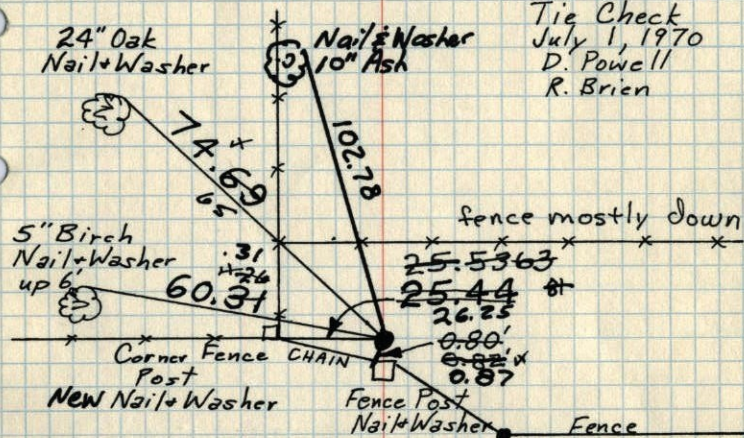 24" Oak
Nail + Washer
Nail & Washer
10" Ash
Tie Check
July 1, 1970
D. Powell
R. Brien
74.69
65
102.78
fence mostly down
5" Birch
Nail + Washer
up 6'
.31
60.31
25.5363
25.44
26.25
0.80'
0.82'
0.87
Corner Fence
Post
New Nail + Washer
CHAIN
Fence Post
Nail + Washer
Fence